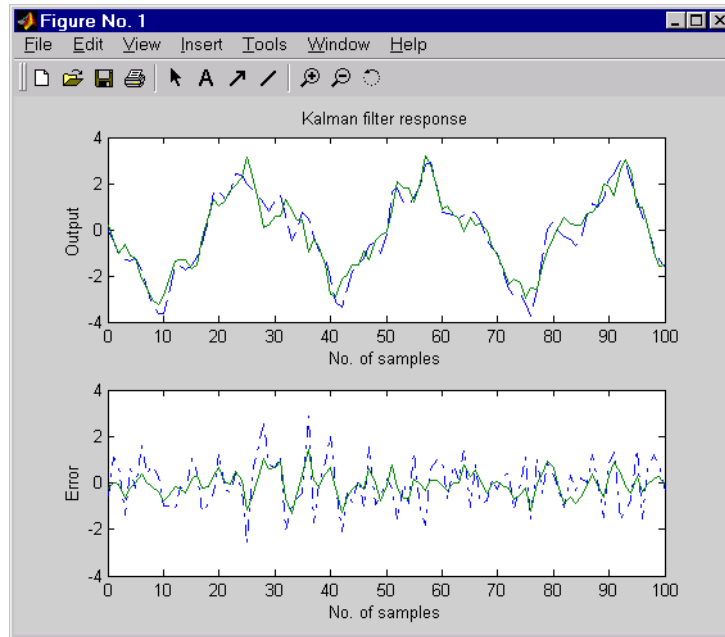 Figure No. 1
File Edit View Insert Tools Window Help
A
Kalman filter response
4
2
0
-2
-4
Output
0 10 20 30 40 50 60 70 80 90 100
No. of samples
4
2
0
-2
-4
Error
0 10 20 30 40 50 60 70 80 90 100
No. of samples